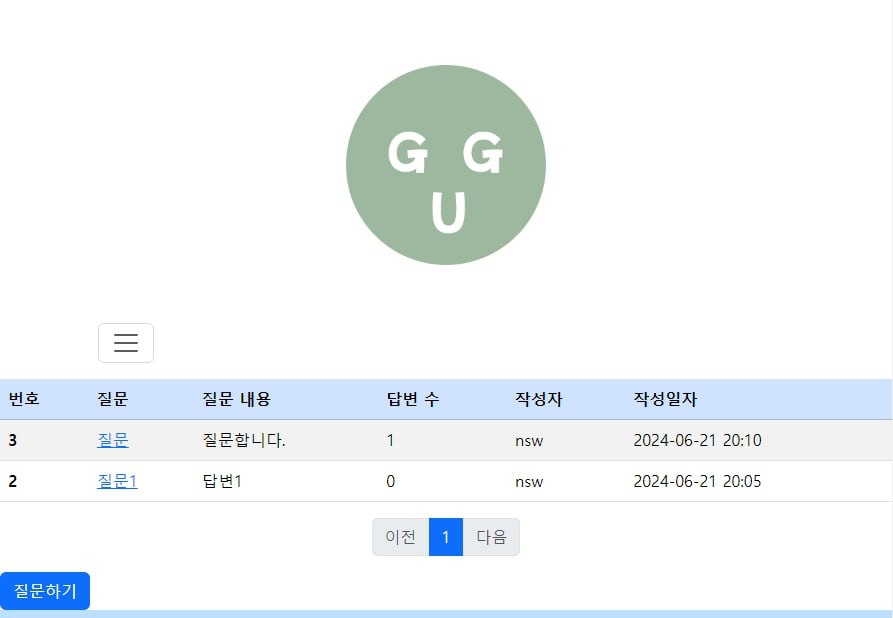 G G
U
번호 질문 질문 내용 답변 수 작성자 작성일자
3 질문 질문합니다. 1 nsw 2024-06-21 20:10
2 질문1 답변1 0 nsw 2024-06-21 20:05
이전 1 다음
질문하기